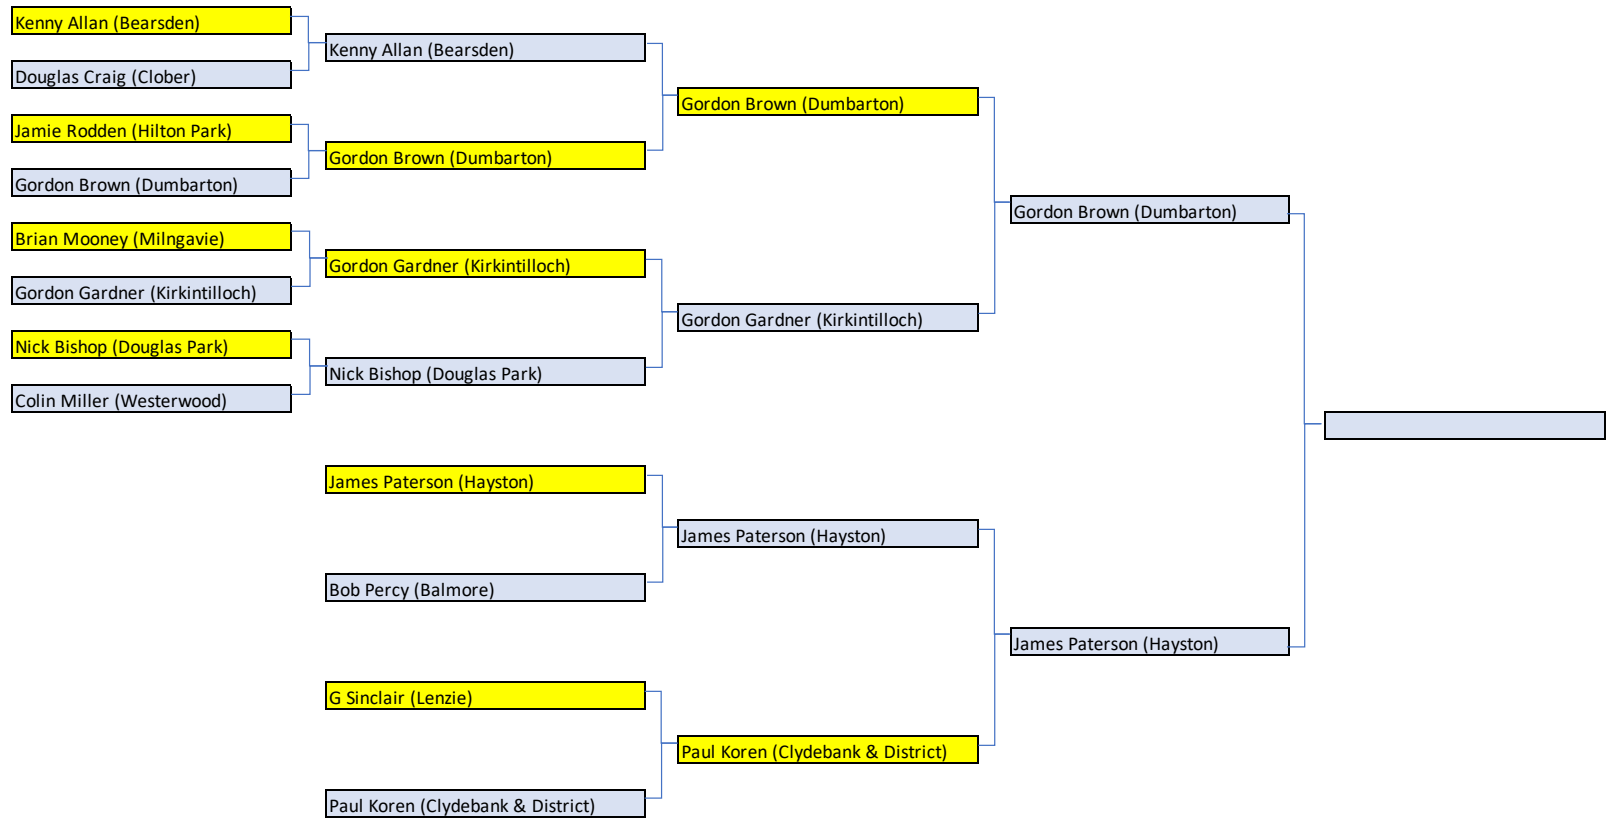 Kenny Allan (Bearsden)
Kenny Allan (Bearsden)
Douglas Craig (Clober)
Gordon Brown (Dumbarton)
Jamie Rodden (Hilton Park)
Gordon Brown (Dumbarton)
Gordon Brown (Dumbarton)
Gordon Brown (Dumbarton)
Brian Mooney (Milngavie)
Gordon Gardner (Kirkintilloch)
Gordon Gardner (Kirkintilloch)
Gordon Gardner (Kirkintilloch)
Nick Bishop (Douglas Park)
Nick Bishop (Douglas Park)
Colin Miller (Westerwood)
James Paterson (Hayston)
James Paterson (Hayston)
Bob Percy (Balmore)
James Paterson (Hayston)
G Sinclair (Lenzie)
Paul Koren (Clydebank & District)
Paul Koren (Clydebank & District)